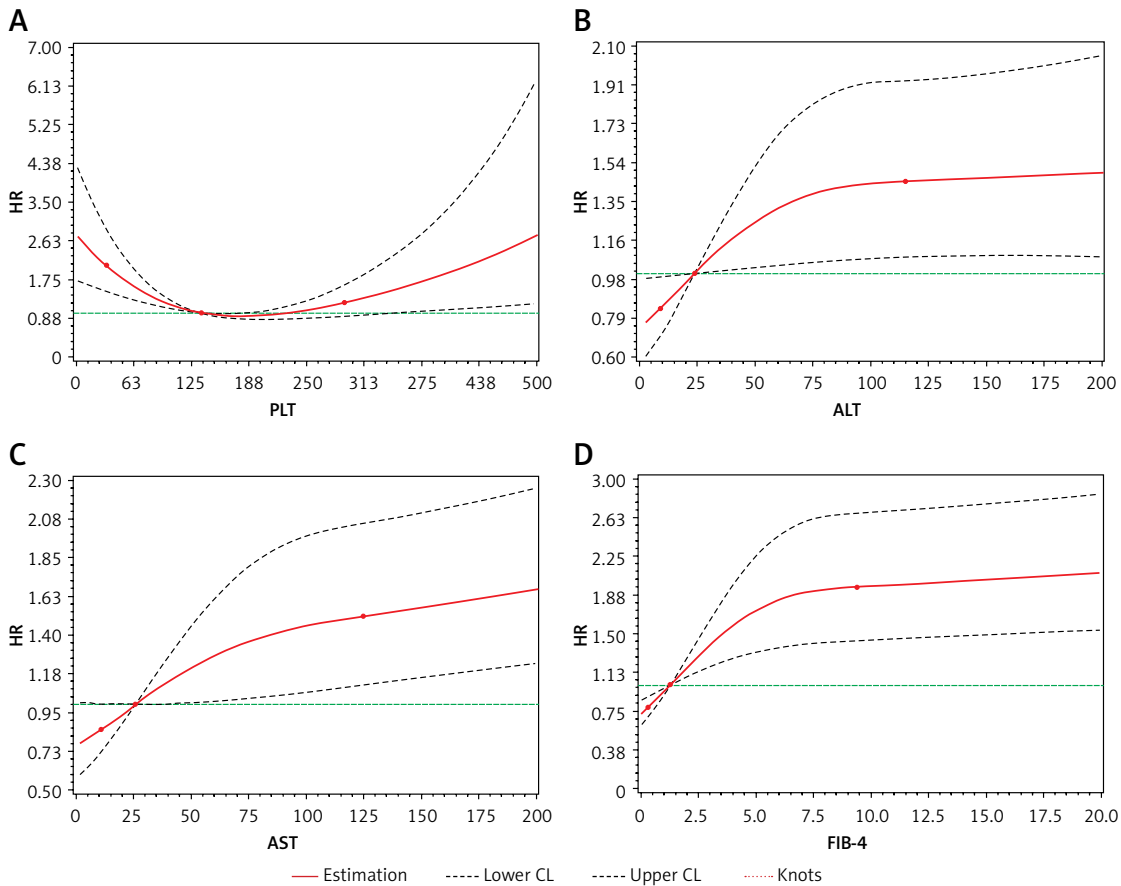 A
HR
7.00
6.13
5.25
4.38
3.50
2.63
1.75
0.88
0
0 63 125 188 250 313 275 438 500
PLT
B
HR
2.10
1.91
1.73
1.54
1.35
1.16
0.98
0.79
0.60
0 25 50 75 100 125 150 175 200
ALT
C
HR
2.30
2.08
1.85
1.63
1.40
1.18
0.95
0.73
0.50
0 25 50 75 100 125 150 175 200
AST
D
HR
3.00
2.63
2.25
1.88
1.50
1.13
0.75
0.38
0
0 2.5 5.0 7.5 10.0 12.5 15.0 17.5 20.0
FIB-4
Estimation Lower CL Upper CL Knots